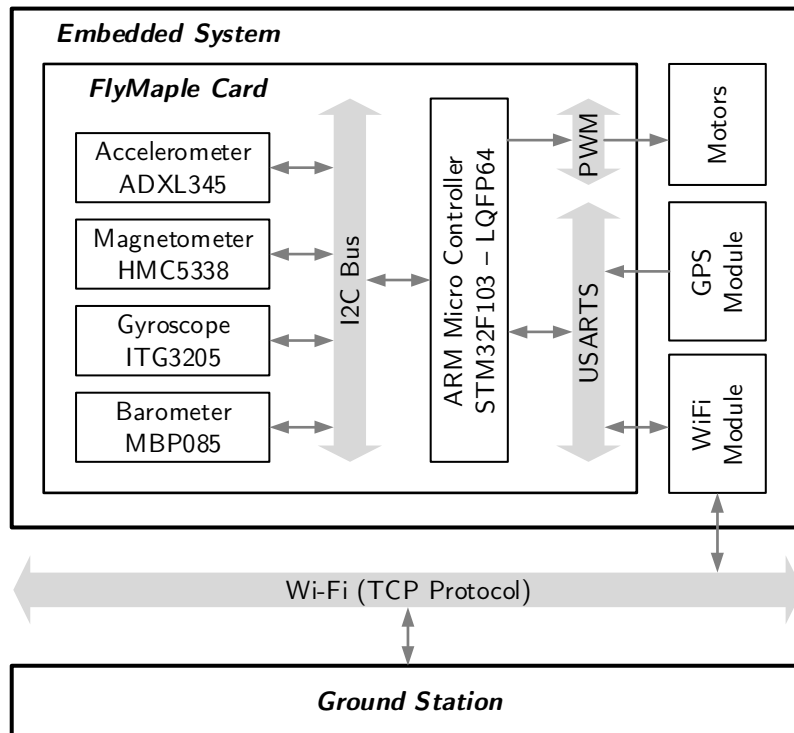 Embedded System
FlyMaple Card
Accelerometer
ADXL345
Magnetometer
HMC5338
Gyroscope
ITG3205
Barometer
MBP085
I2C Bus
ARM Micro Controller
STM32F103 – LQFP64
PWM
USARTS
Motors
GPS
Module
WiFi
Module
Wi-Fi (TCP Protocol)
Ground Station